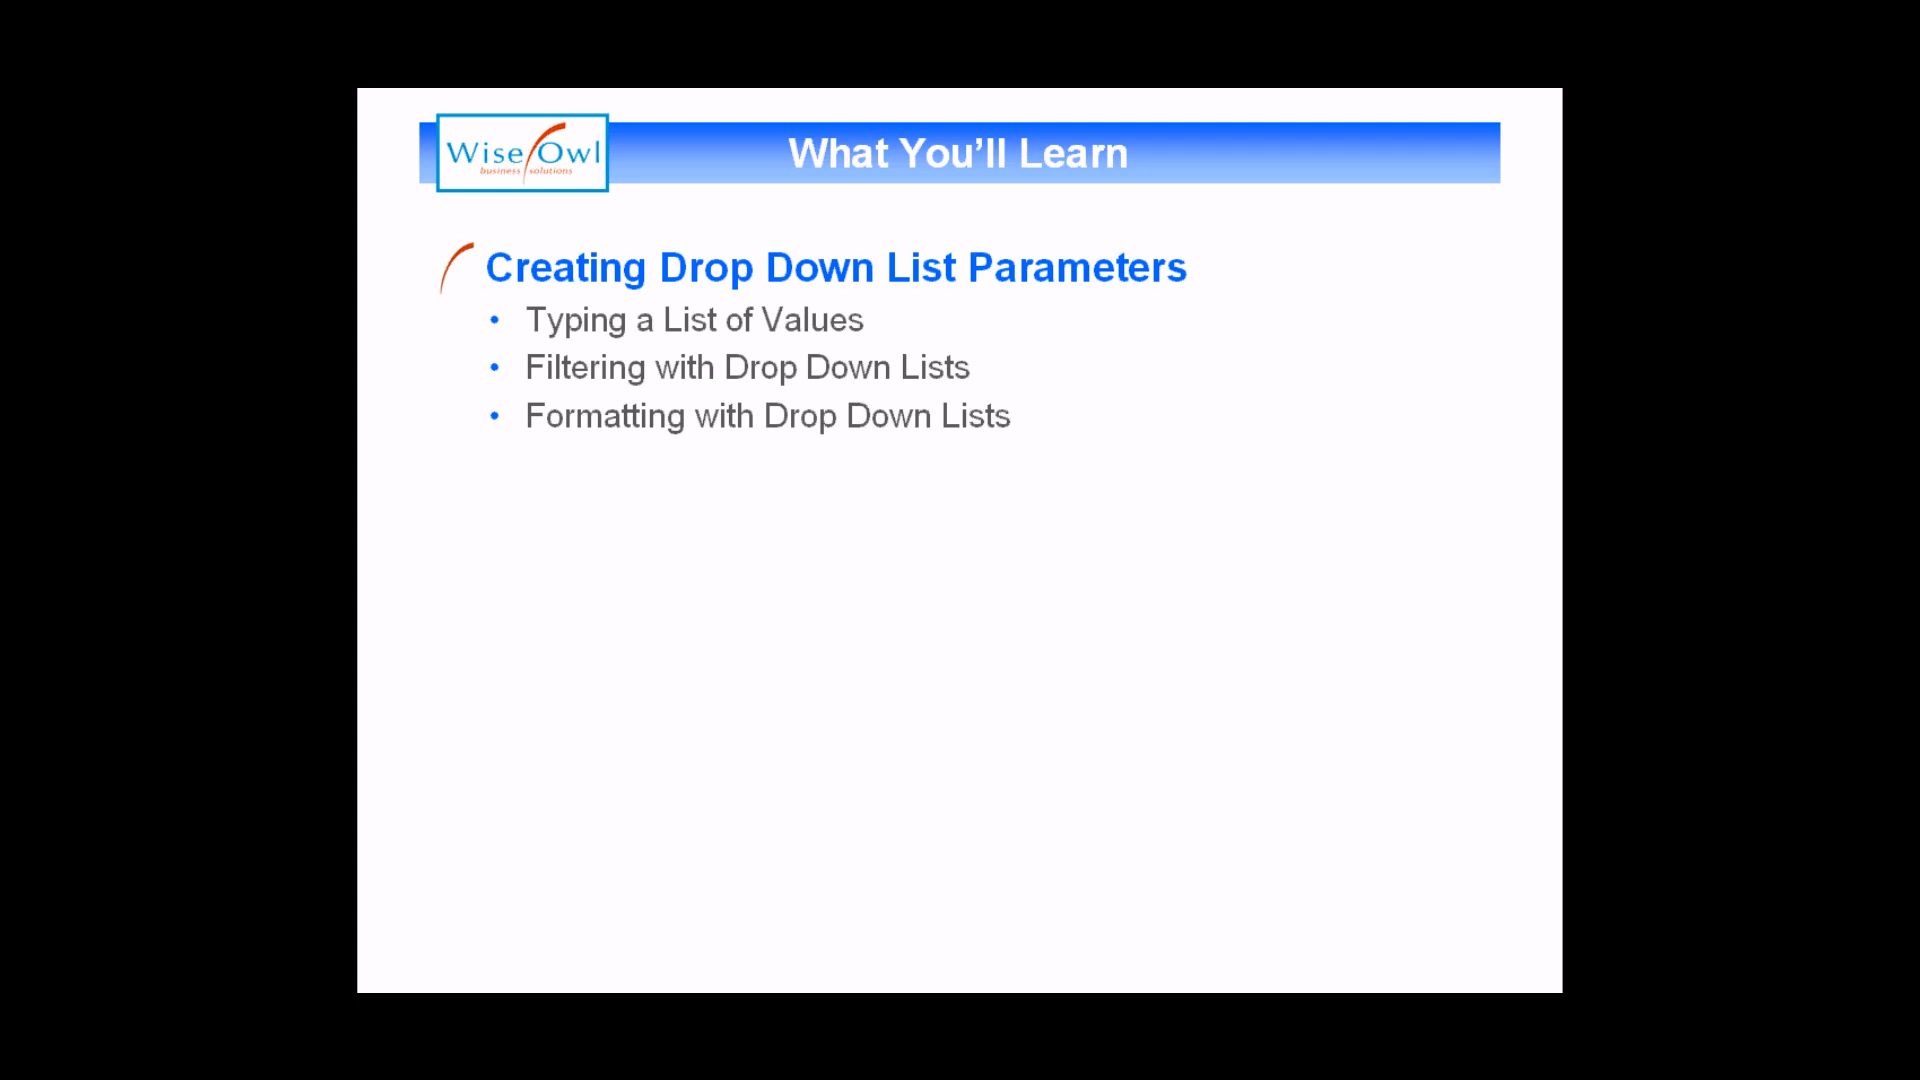 Wise Owl
business solutions
What You’ll Learn
Creating Drop Down List Parameters
• Typing a List of Values
• Filtering with Drop Down Lists
• Formatting with Drop Down Lists